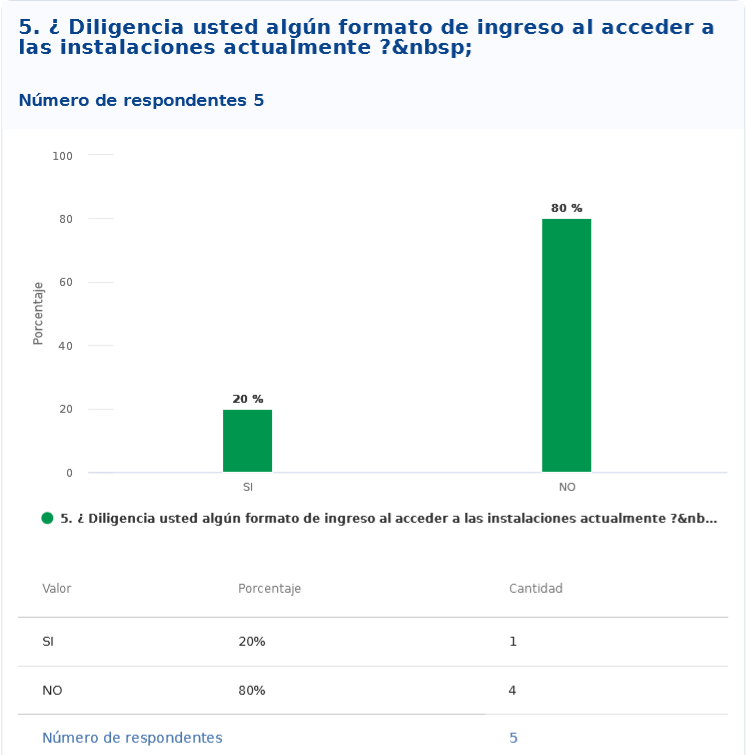 5. ¿ Diligencia usted algún formato de ingreso al acceder a
las instalaciones actualmente ?&nbsp;
Número de respondentes 5
100
80
60
40
20
0
Porcentaje
20 %
80 %
SI
NO
5. ¿ Diligencia usted algún formato de ingreso al acceder a las instalaciones actualmente ?&nb...
Valor Porcentaje Cantidad
SI 20% 1
NO 80% 4
Número de respondentes 5